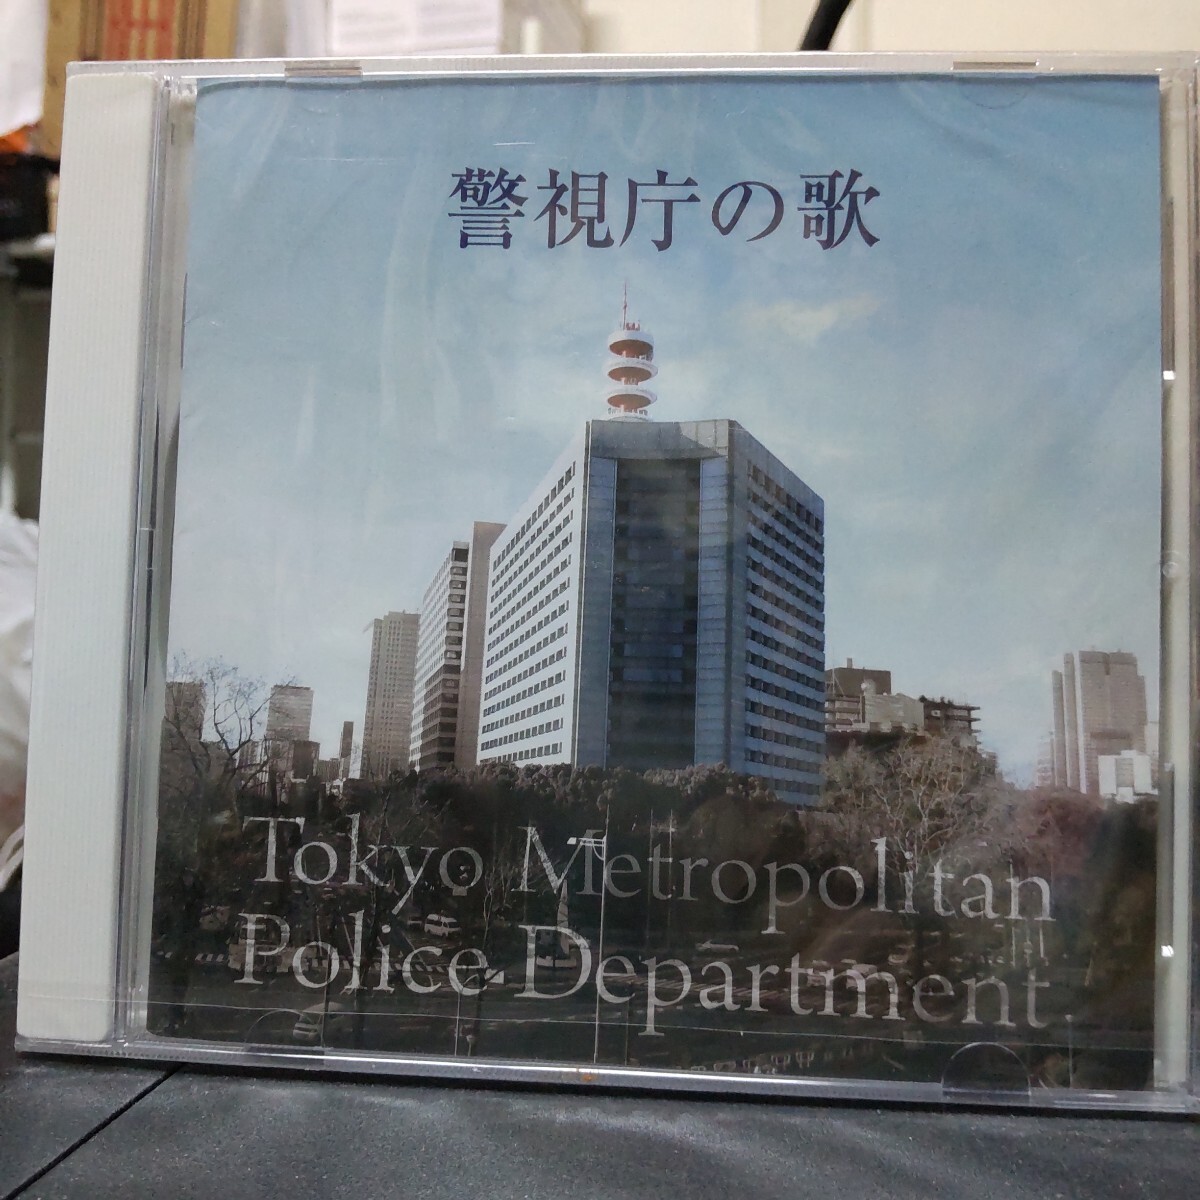 警視庁の歌
Tokyo Metropolitan
Police Department